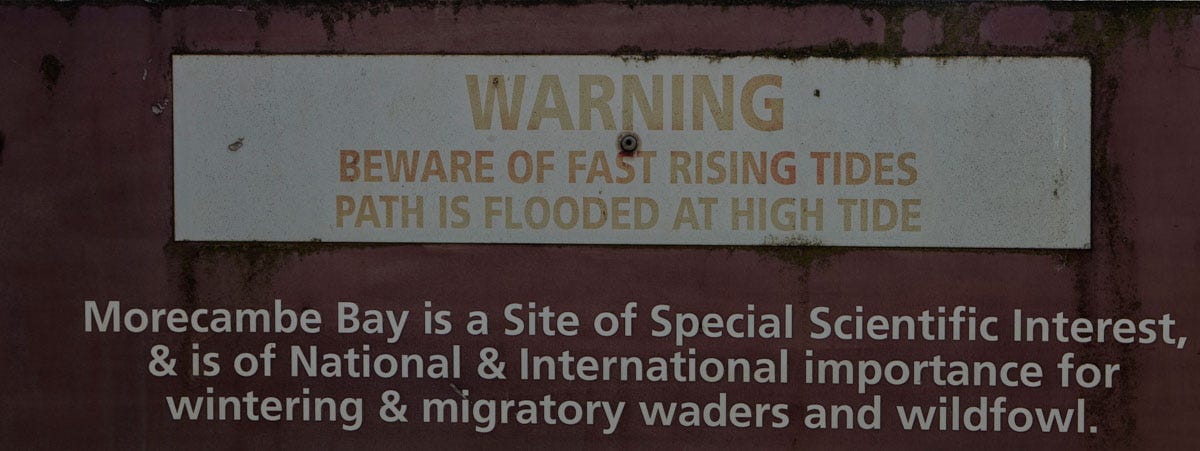 WARNING
BEWARE OF FAST RISING TIDES
PATH IS FLOODED AT HIGH TIDE
Morecambe Bay is a Site of Special Scientific Interest,
& is of National & International importance for
wintering & migratory waders and wildfowl.